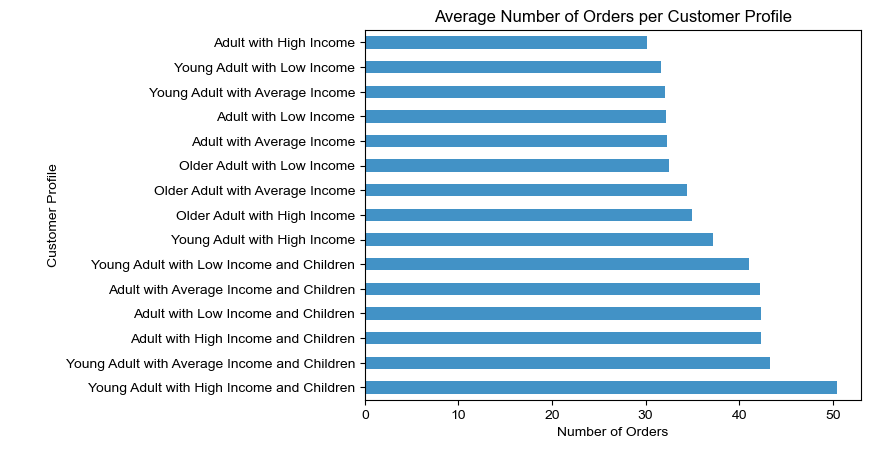 Average Number of Orders per Customer Profile
Customer Profile
Adult with High Income
Young Adult with Low Income
Young Adult with Average Income
Adult with Low Income
Adult with Average Income
Older Adult with Low Income
Older Adult with Average Income
Older Adult with High Income
Young Adult with High Income
Young Adult with Low Income and Children
Adult with Average Income and Children
Adult with Low Income and Children
Adult with High Income and Children
Young Adult with Average Income and Children
Young Adult with High Income and Children
0 10 20 30 40 50
Number of Orders